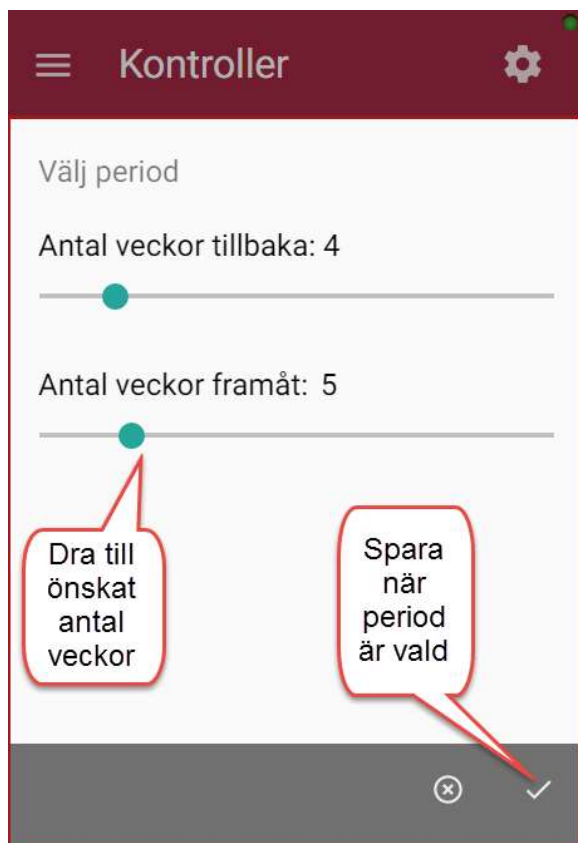 Kontroller
Välj period
Antal veckor tillbaka: 4
Antal veckor framåt: 5
Dra till
önskat
antal
veckor
Spara
när
period
är vald